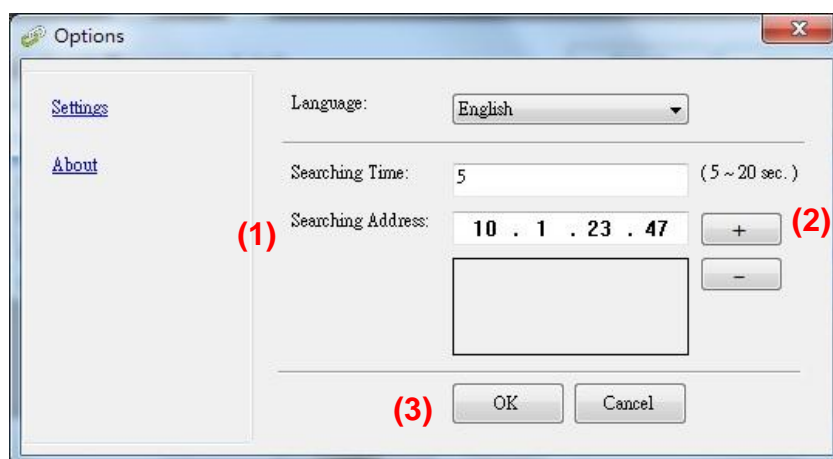 Options
Settings
About
Language: English
Searching Time: 5 ( 5 ~ 20 sec. )
(1) Searching Address: 10 . 1 . 23 . 47 + (2)
–
(3) OK Cancel